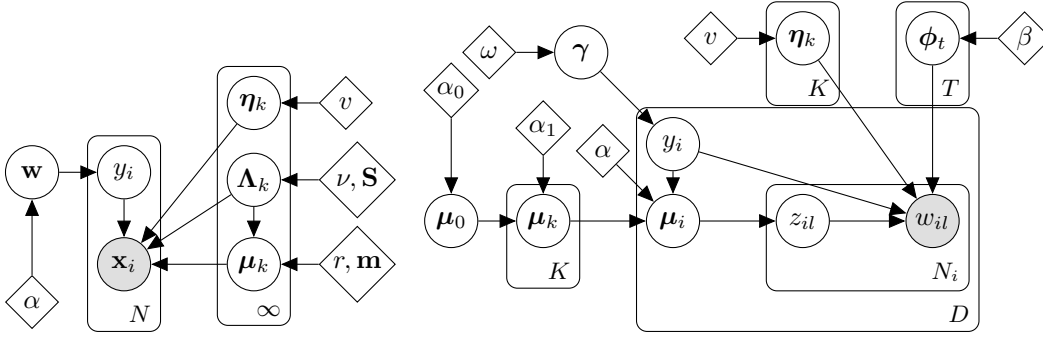 η_k
v
w
y_i
Λ_k
ν, S
x_i
μ_k
r, m
α
N
∞
ω
γ
v
η_k
K
ϕ_t
β
T
α_0
α_1
α
y_i
μ_0
μ_k
K
μ_i
z_il
w_il
N_i
D